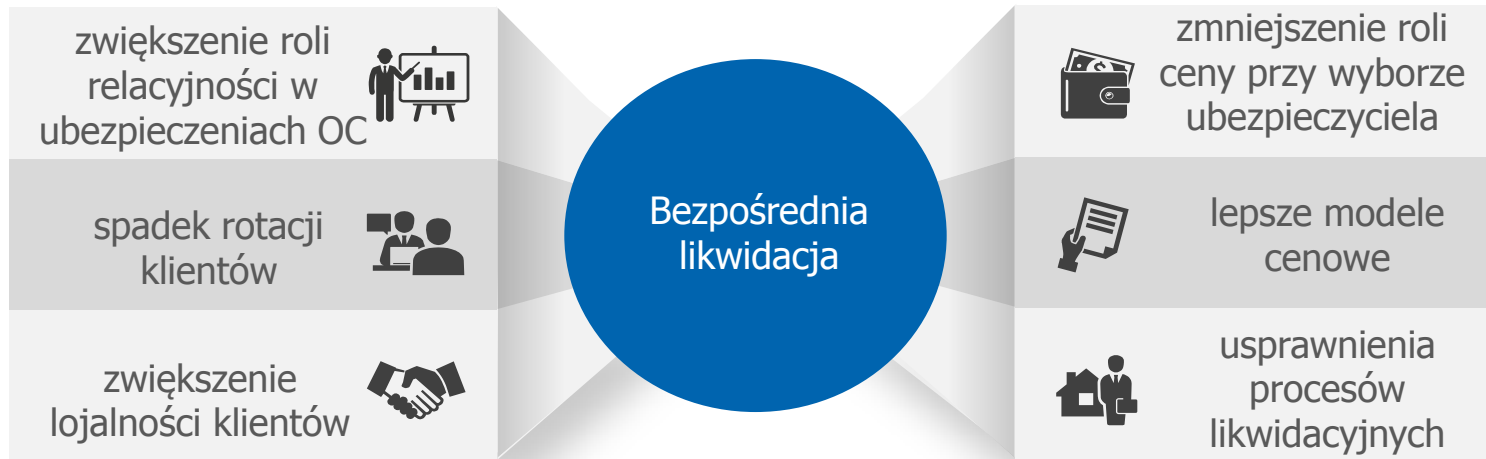 zwiększenie roli
relacyjności w
ubezpieczeniach OC
spadek rotacji
klientów
zwiększenie
lojalności klientów
Bezpośrednia
likwidacja
zmniejszenie roli
ceny przy wyborze
ubezpieczyciela
lepsze modele
cenowe
usprawnienia
procesów
likwidacyjnych